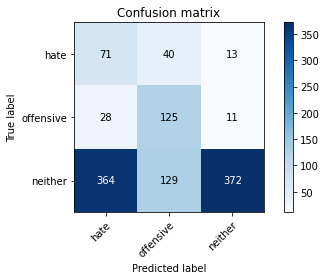 Confusion matrix
350
300
250
200
150
100
50
True label
hate 71 40 13
offensive 28 125 11
neither 364 129 372
hate offensive neither
Predicted label